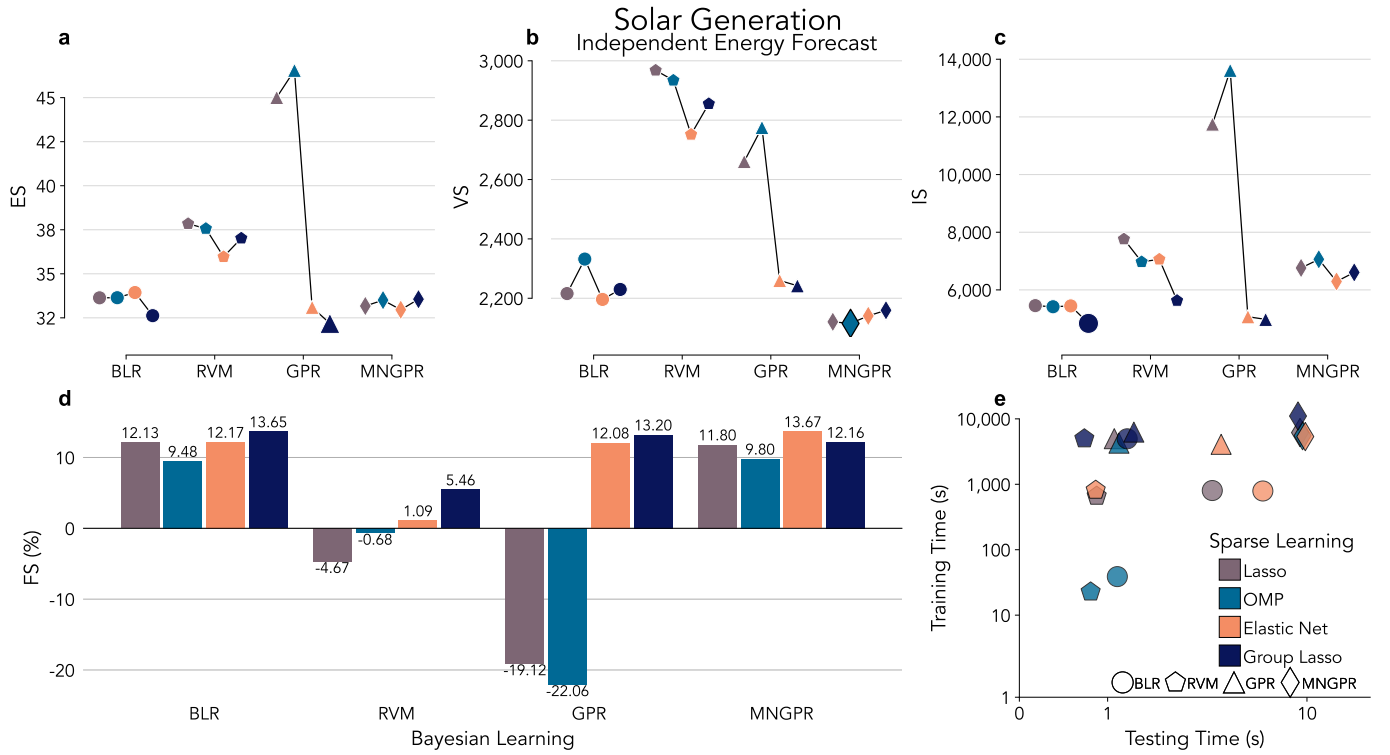 Solar Generation
Independent Energy Forecast
a
ES
45
42
40
38
35
32
BLR RVM GPR MNGPR
b
VS
3,000
2,800
2,600
2,400
2,200
BLR RVM GPR MNGPR
c
IS
14,000
12,000
10,000
8,000
6,000
BLR RVM GPR MNGPR
d
FS (%)
10
0
-10
-20
12.13
9.48
12.17
13.65
-4.67
-0.68
1.09
5.46
-19.12
-22.06
12.08
13.20
11.80
9.80
13.67
12.16
BLR RVM GPR MNGPR
Bayesian Learning
e
Training Time (s)
10,000
1,000
100
10
1
Sparse Learning
Lasso
OMP
Elastic Net
Group Lasso
BLR RVM GPR MNGPR
0 1 10
Testing Time (s)